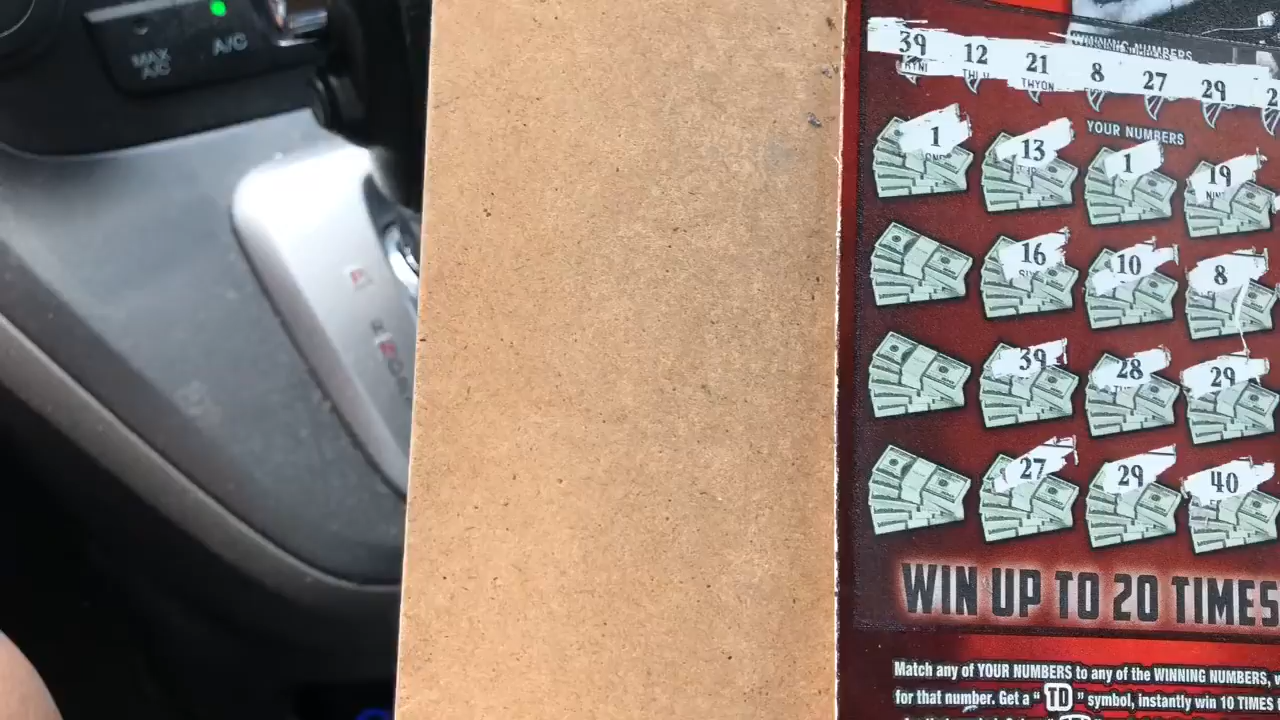 MAX
A/C
A/C
WINNING NUMBERS
39 12 21 8 27 29
YOUR NUMBERS
1 13 1 19
16 10 8
39 28 29
27 29 40
WIN UP TO 20 TIMES
Match any of YOUR NUMBERS to any of the WINNING NUMBERS,
for that number. Get a "TD" symbol, instantly win 10 TIMES